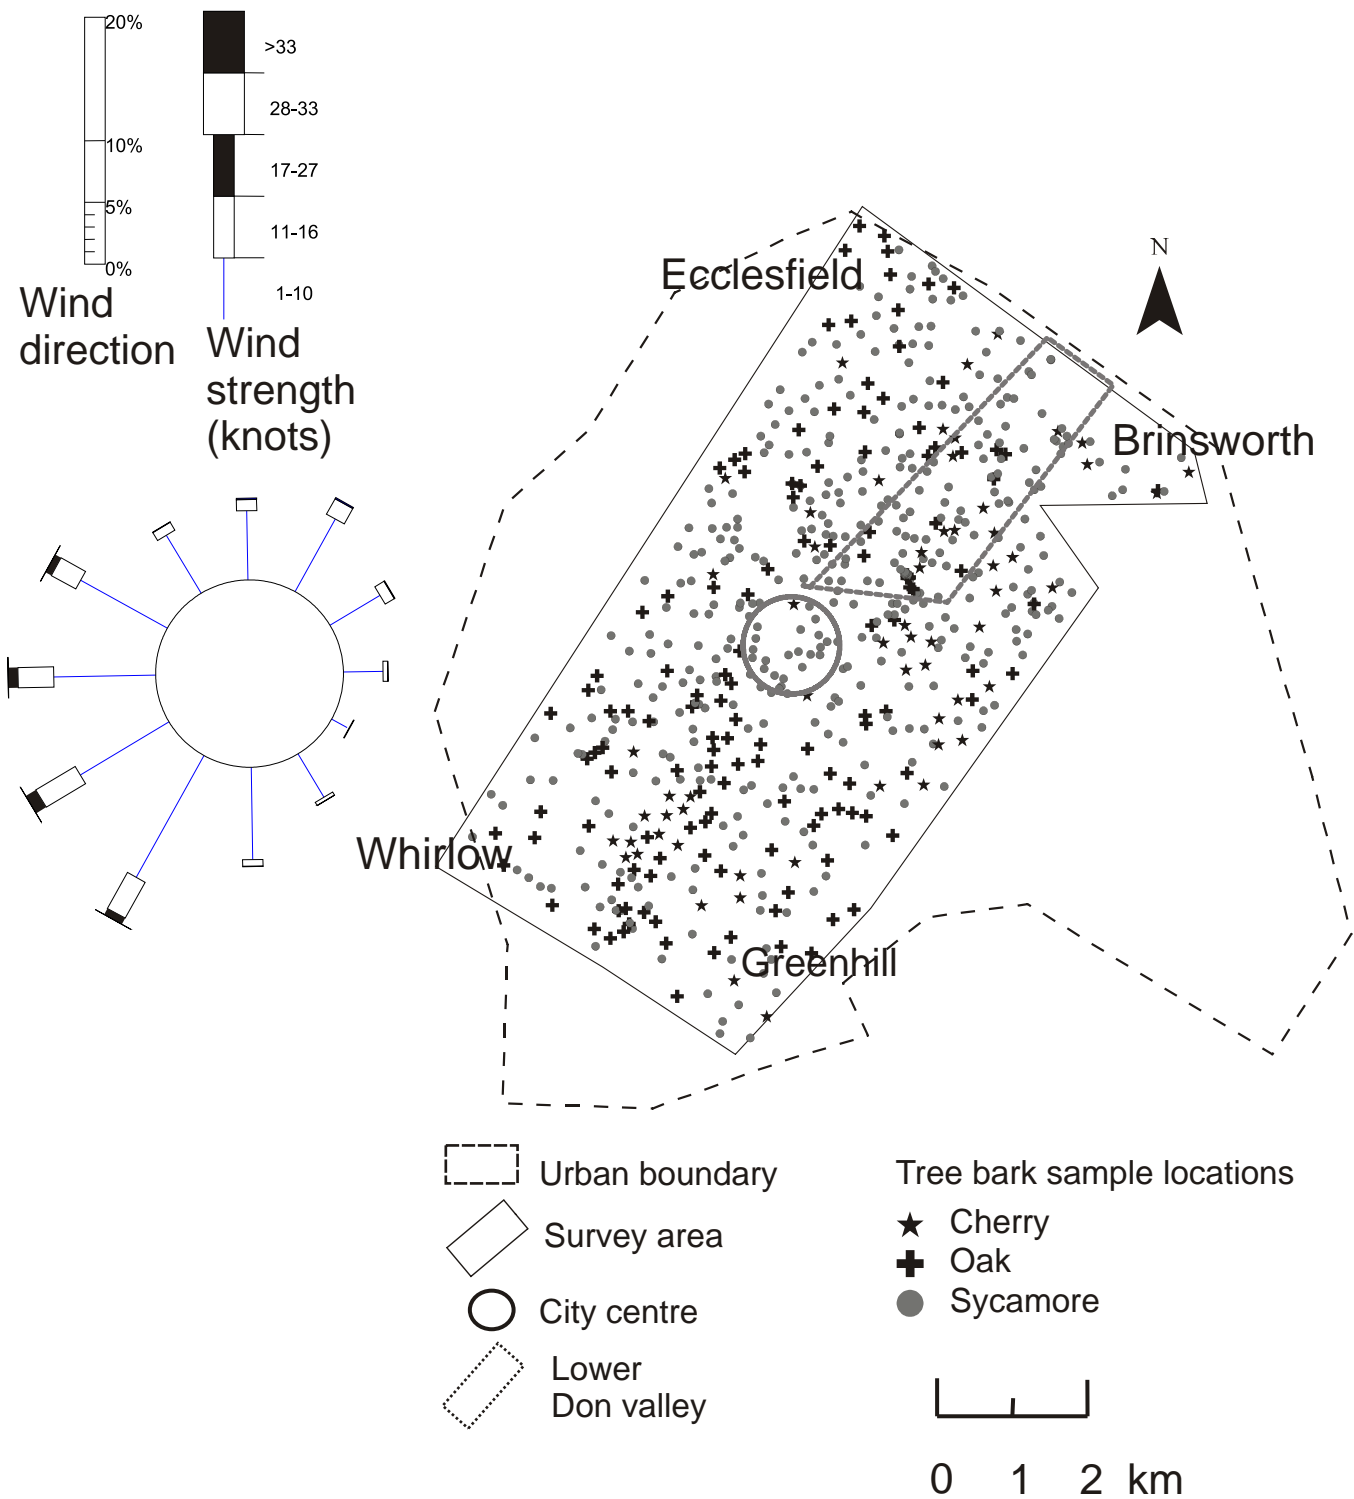 20%
10%
5%
0%
Wind
direction
>33
28-33
17-27
11-16
1-10
Wind
strength
(knots)
N
Ecclesfield
Brinsworth
Whirlow
Greenhill
Urban boundary
Survey area
City centre
Lower
Don valley
Tree bark sample locations
Cherry
Oak
Sycamore
0 1 2 km